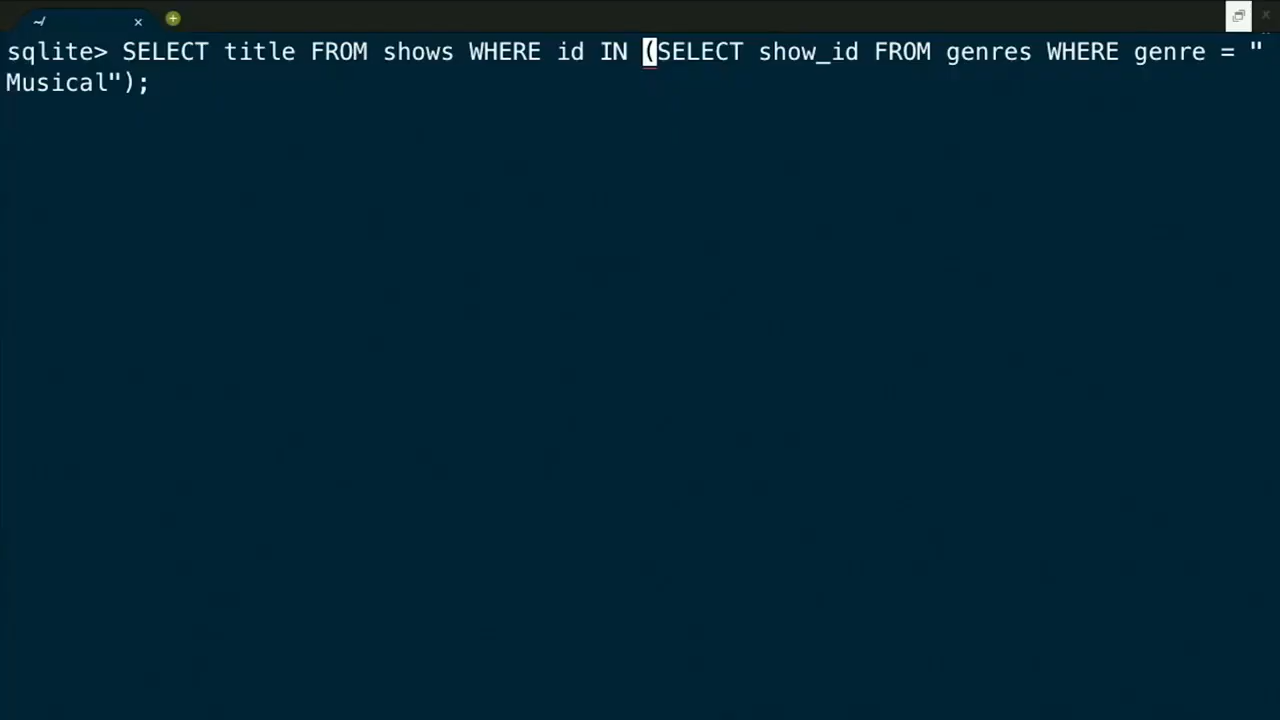 ~/
sqlite> SELECT title FROM shows WHERE id IN (SELECT show_id FROM genres WHERE genre = "
Musical");